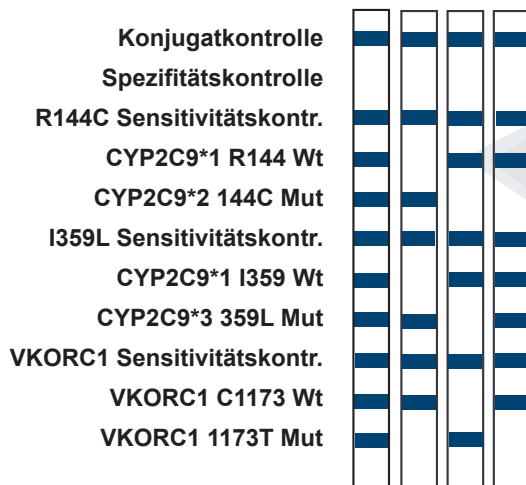 Konjugatkontrolle
Spezifitätskontrolle
R144C Sensitivitätskontr.
CYP2C9*1 R144 Wt
CYP2C9*2 144C Mut
I359L Sensitivitätskontr.
CYP2C9*1 I359 Wt
CYP2C9*3 359L Mut
VKORC1 Sensitivitätskontr.
VKORC1 C1173 Wt
VKORC1 1173T Mut